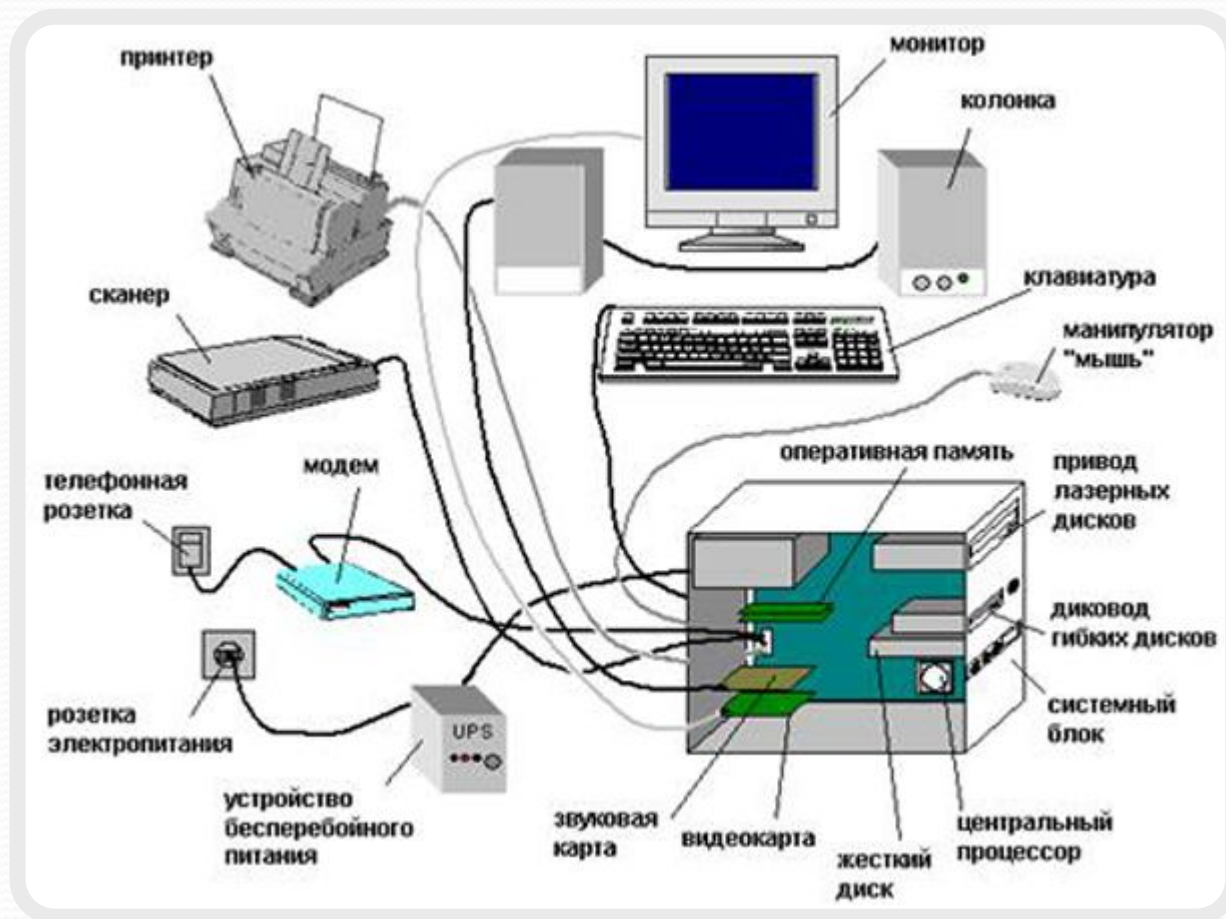 принтер
монитор
колонка
сканер
клавиатура
манипулятор
"мышь"
телефонная
розетка
модем
оперативная память
привод
лазерных
дисков
диковод
гибких дисков
розетка
электропитания
UPS
системный
блок
устройство
бесперебойного
питания
звуковая
карта
видеокарта
жесткий
диск
центральный
процессор